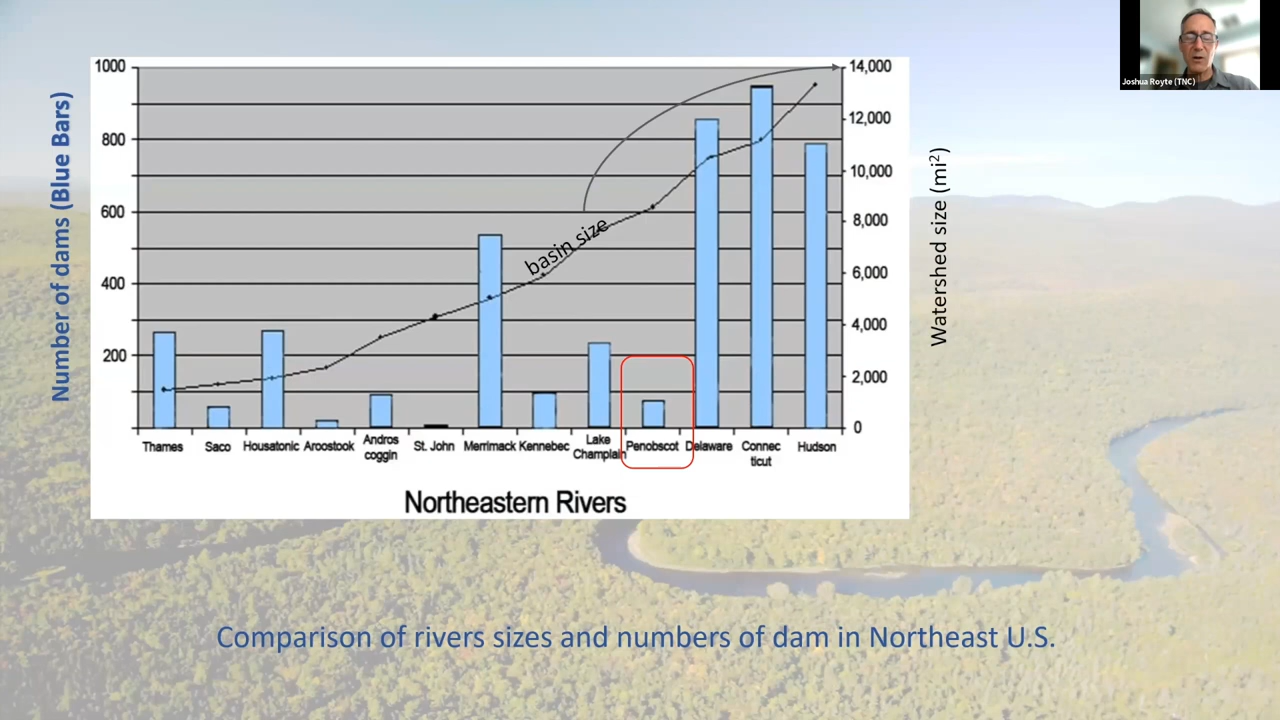 Joshua Royte (TNC)
Number of dams (Blue Bars)
1000
800
600
400
200
14,000
12,000
10,000
8,000
6,000
4,000
2,000
0
Watershed size (mi²)
basin size
Thames
Saco
Housatonic
Aroostook
Andros
coggin
St. John
Merrimack
Kennebec
Lake
Champlain
Penobscot
Delaware
Connec
ticut
Hudson
Northeastern Rivers
Comparison of rivers sizes and numbers of dam in Northeast U.S.